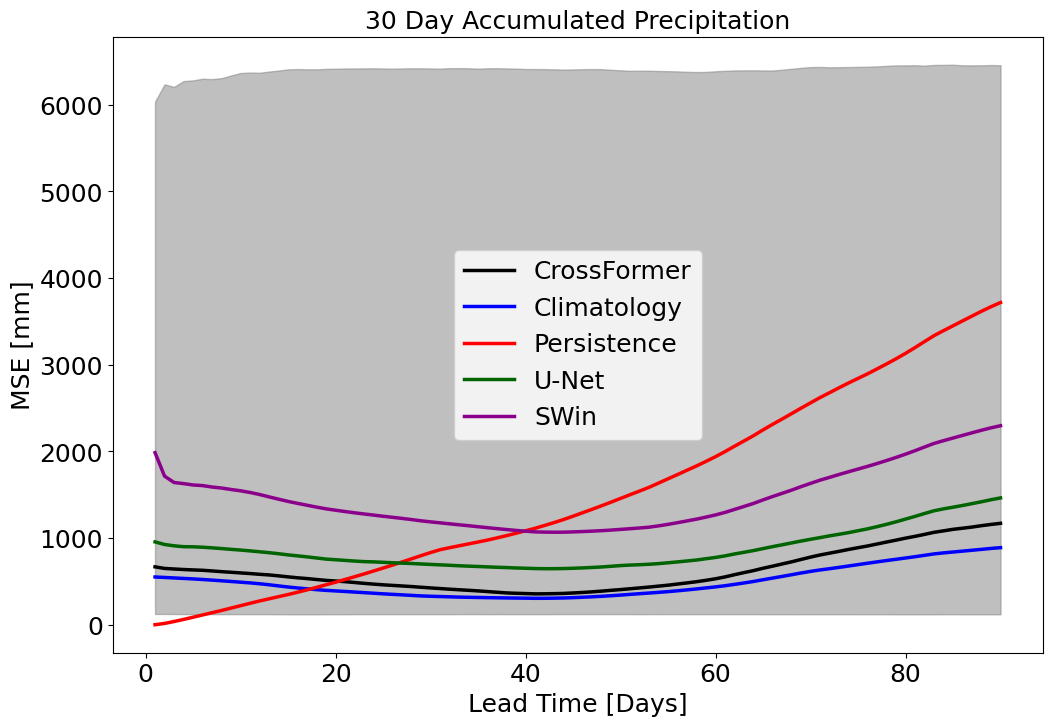 30 Day Accumulated Precipitation
MSE [mm]
6000
5000
4000
3000
2000
1000
0
CrossFormer
Climatology
Persistence
U-Net
SWin
0 20 40 60 80
Lead Time [Days]